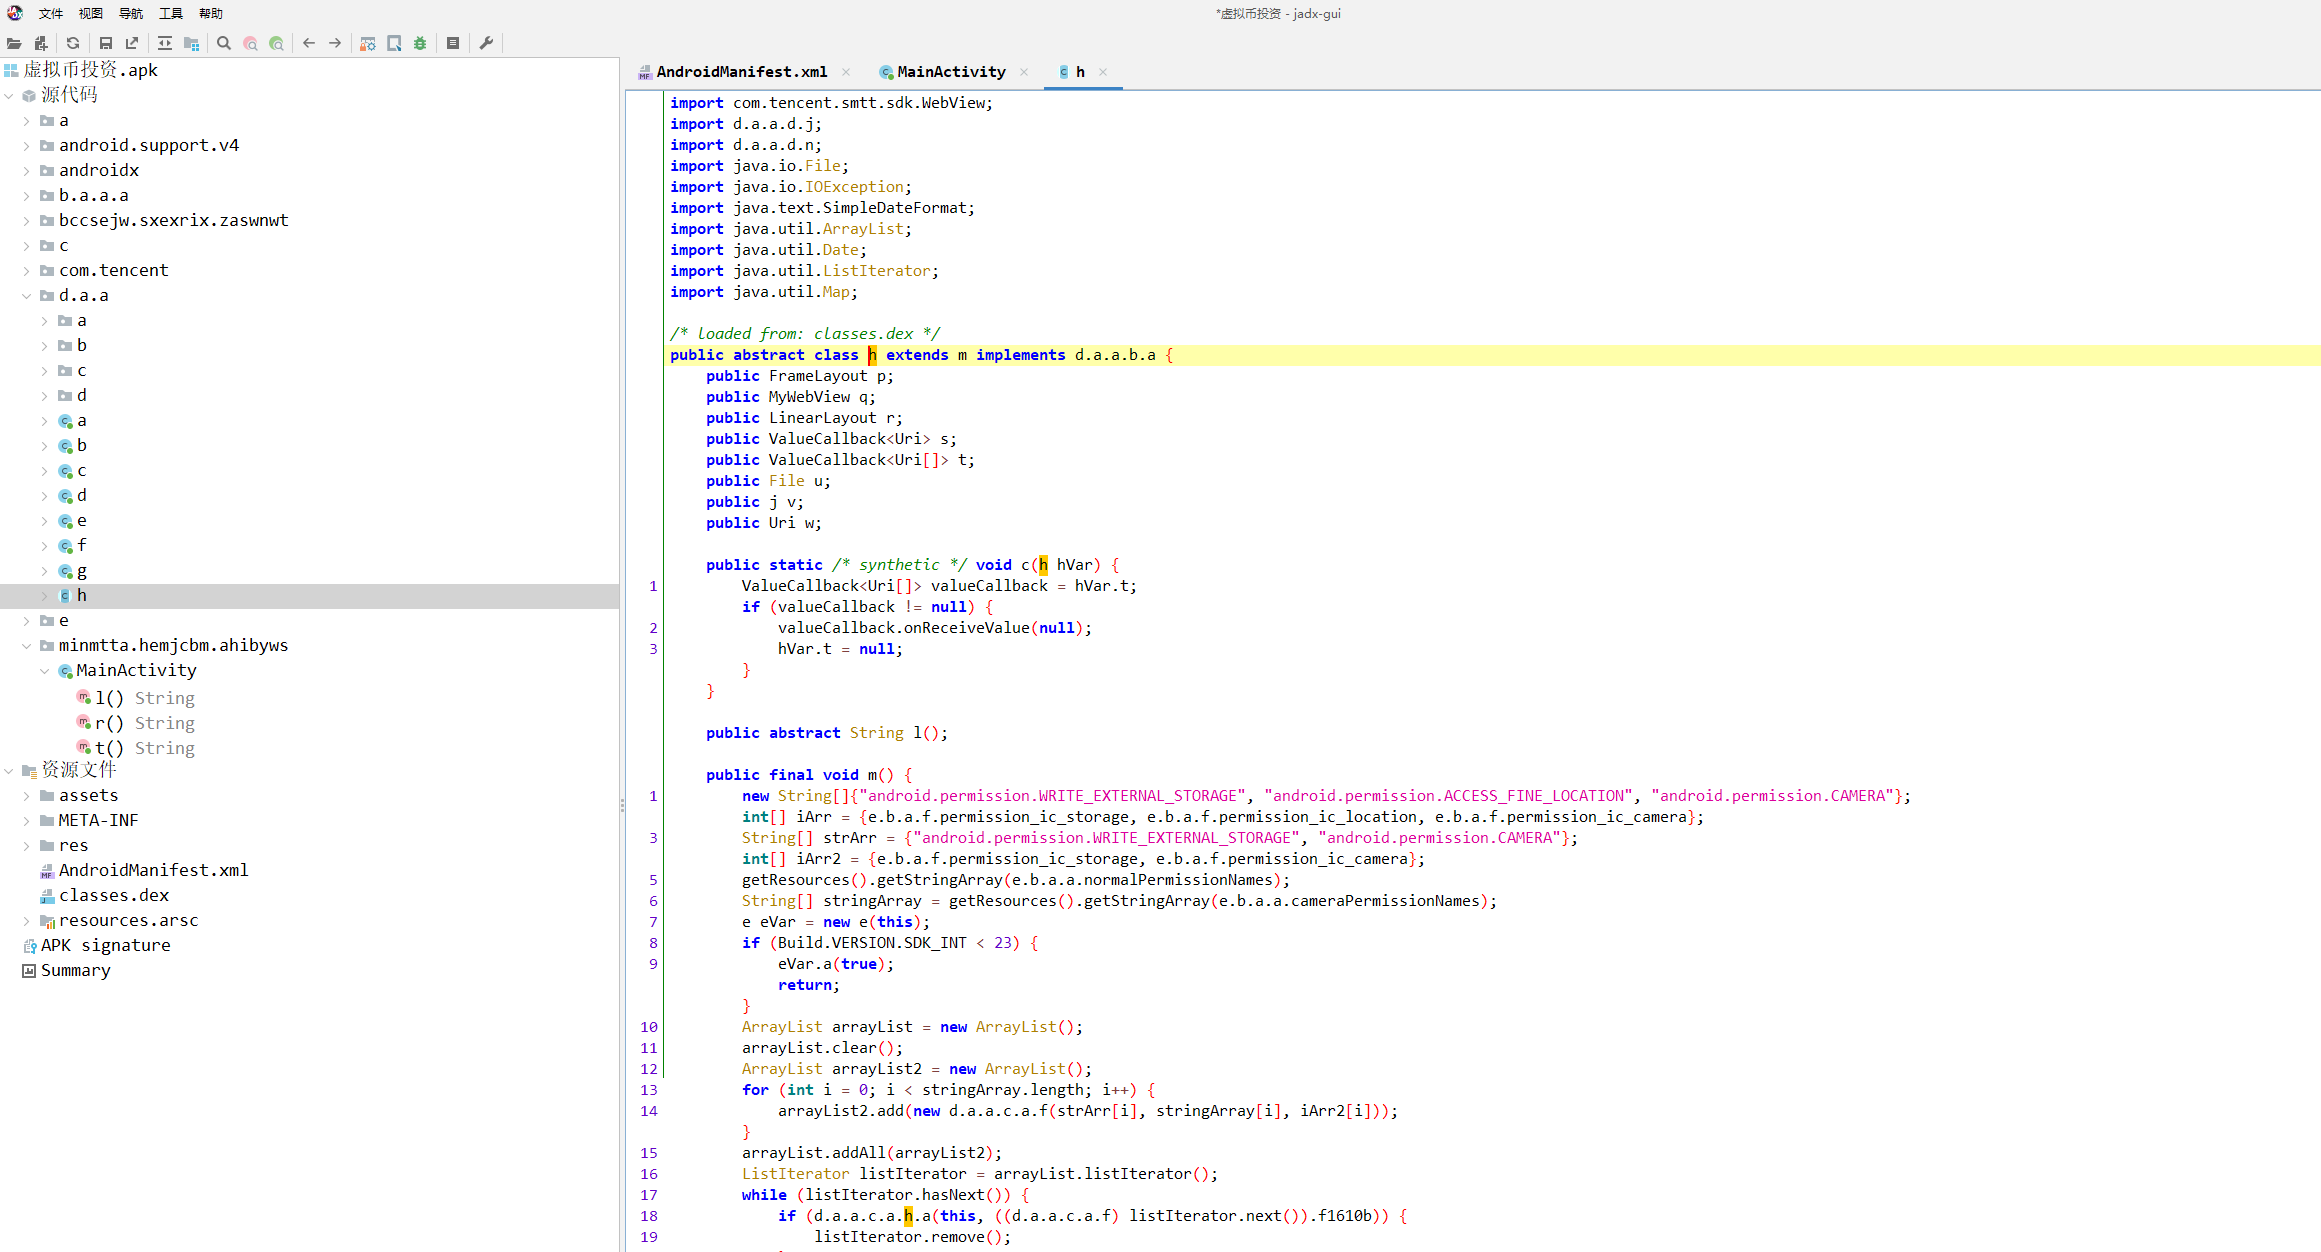 文件 视图 导航 工具 帮助
*虚拟币投资 - jadx-gui
虚拟币投资.apk
源代码
a
android.support.v4
androidx
b.a.a.a
bccsejw.sxexrix.zaswnwt
c
com.tencent
d.a.a
a
b
c
d
a
b
c
d
e
f
g
h
e
minmtta.hemjcbm.ahibyws
MainActivity
l() String
r() String
t() String
资源文件
assets
META-INF
res
AndroidManifest.xml
classes.dex
resources.arsc
APK signature
Summary
AndroidManifest.xml × MainActivity × h ×
import com.tencent.smtt.sdk.WebView;
import d.a.a.d.j;
import d.a.a.d.n;
import java.io.File;
import java.io.IOException;
import java.text.SimpleDateFormat;
import java.util.ArrayList;
import java.util.Date;
import java.util.ListIterator;
import java.util.Map;
/* loaded from: classes.dex */
public abstract class h extends m implements d.a.a.b.a {
public FrameLayout p;
public MyWebView q;
public LinearLayout r;
public ValueCallback<Uri> s;
public ValueCallback<Uri[]> t;
public File u;
public j v;
public Uri w;
public static /* synthetic */ void c(h hVar) {
1 ValueCallback<Uri[]> valueCallback = hVar.t;
if (valueCallback != null) {
2 valueCallback.onReceiveValue(null);
3 hVar.t = null;
}
}
public abstract String l();
public final void m() {
1 new String[]{"android.permission.WRITE_EXTERNAL_STORAGE", "android.permission.ACCESS_FINE_LOCATION", "android.permission.CAMERA"};
int[] iArr = {e.b.a.f.permission_ic_storage, e.b.a.f.permission_ic_location, e.b.a.f.permission_ic_camera};
3 String[] strArr = {"android.permission.WRITE_EXTERNAL_STORAGE", "android.permission.CAMERA"};
int[] iArr2 = {e.b.a.f.permission_ic_storage, e.b.a.f.permission_ic_camera};
5 getResources().getStringArray(e.b.a.a.normalPermissionNames);
6 String[] stringArray = getResources().getStringArray(e.b.a.a.cameraPermissionNames);
7 e eVar = new e(this);
8 if (Build.VERSION.SDK_INT < 23) {
9 eVar.a(true);
return;
}
10 ArrayList arrayList = new ArrayList();
11 arrayList.clear();
12 ArrayList arrayList2 = new ArrayList();
13 for (int i = 0; i < stringArray.length; i++) {
14 arrayList2.add(new d.a.a.c.a.f(strArr[i], stringArray[i], iArr2[i]));
}
15 arrayList.addAll(arrayList2);
16 ListIterator listIterator = arrayList.listIterator();
17 while (listIterator.hasNext()) {
18 if (d.a.a.c.a.h.a(this, ((d.a.a.c.a.f) listIterator.next()).f1610b)) {
19 listIterator.remove();